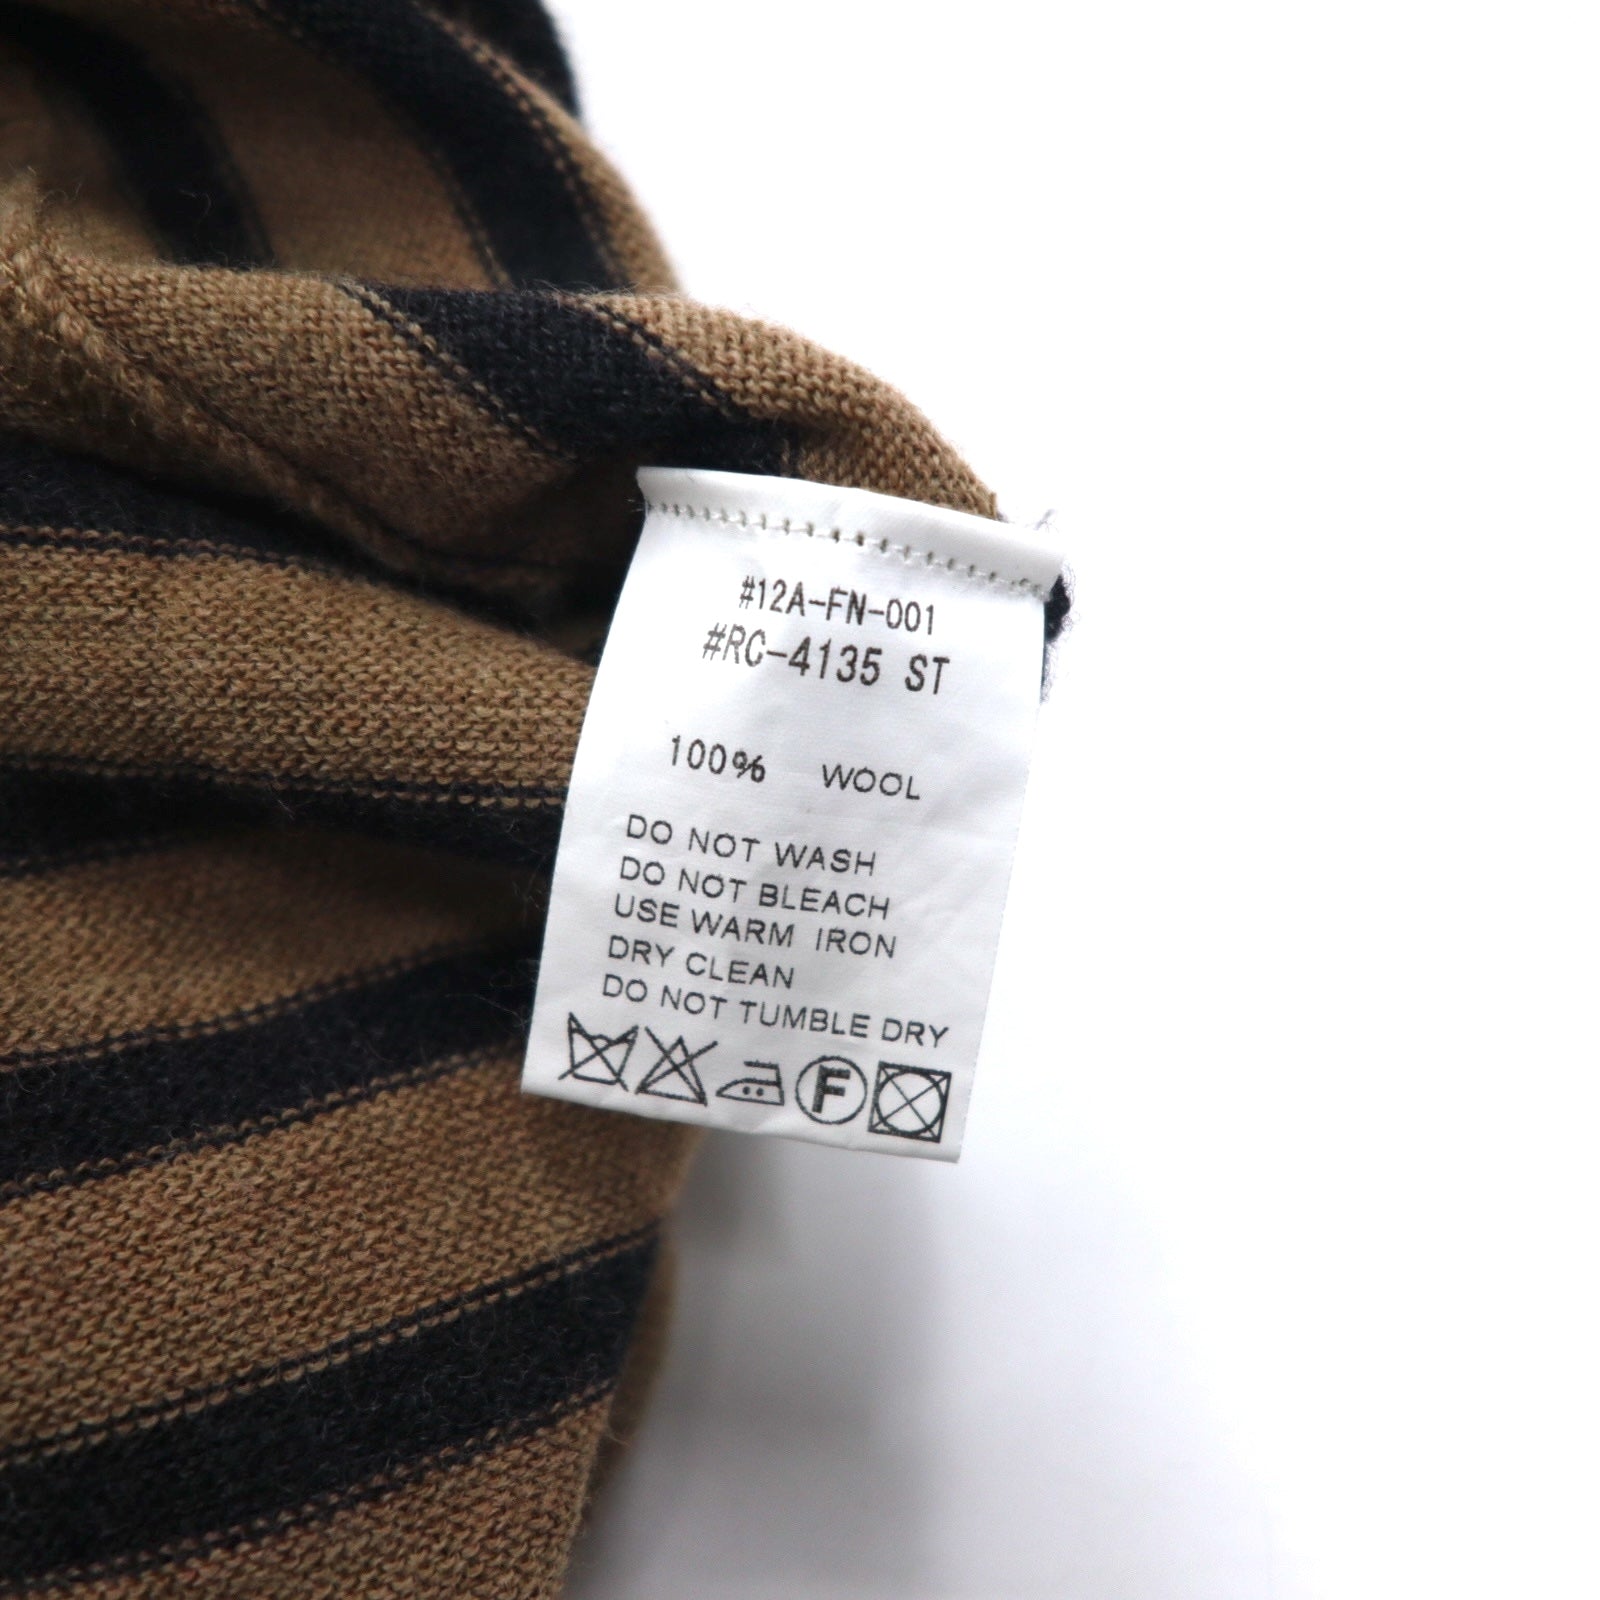 #12A-FN-001
#RC-4135 ST
100% WOOL
DO NOT WASH
DO NOT BLEACH
USE WARM IRON
DRY CLEAN
DO NOT TUMBLE DRY
F